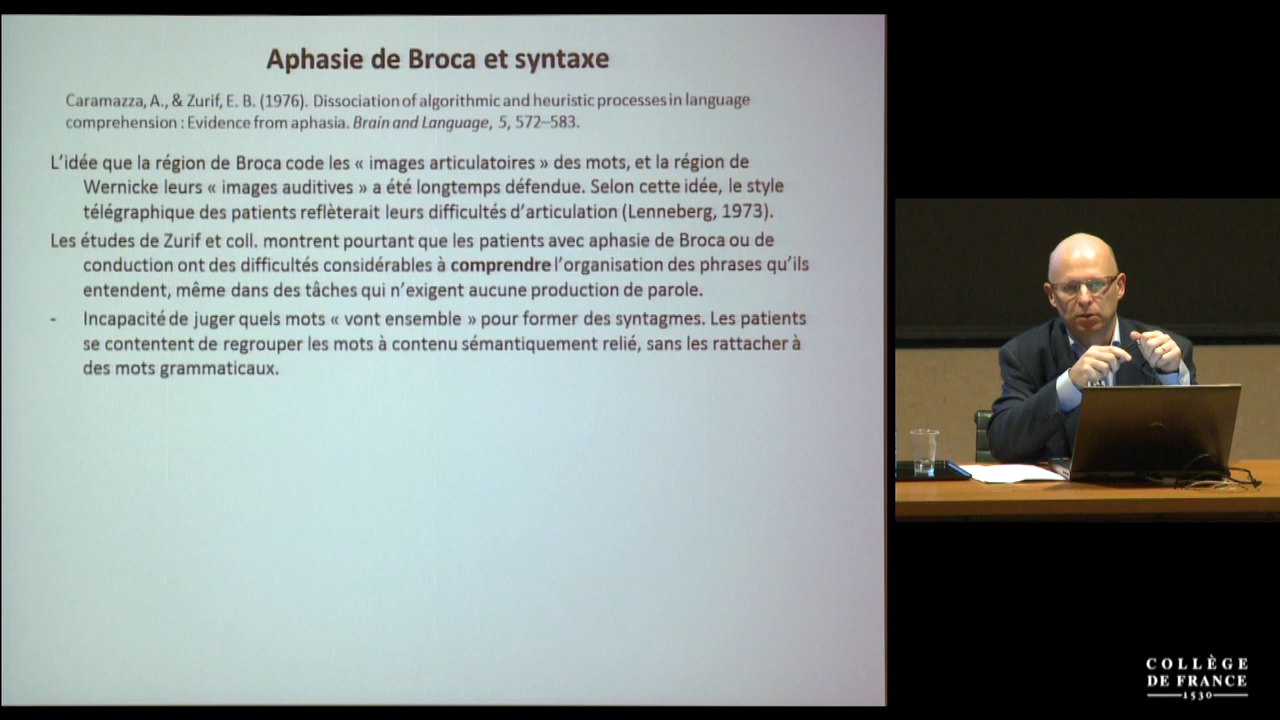 Aphasie de Broca et syntaxe
Caramazza, A., & Zurif, E. B. (1976). Dissociation of algorithmic and heuristic processes in language
comprehension : Evidence from aphasia. Brain and Language, 5, 572–583.
L'idée que la région de Broca code les « images articulatoires » des mots, et la région de
Wernicke leurs « images auditives » a été longtemps défendue. Selon cette idée, le style
télégraphique des patients reflèterait leurs difficultés d'articulation (Lenneberg, 1973).
Les études de Zurif et coll. montrent pourtant que les patients avec aphasie de Broca ou de
conduction ont des difficultés considérables à comprendre l'organisation des phrases qu'ils
entendent, même dans des tâches qui n'exigent aucune production de parole.
- Incapacité de juger quels mots « vont ensemble » pour former des syntagmes. Les patients
se contentent de regrouper les mots à contenu sémantiquement relié, sans les rattacher à
des mots grammaticaux.
COLLÈGE
DE FRANCE
1530